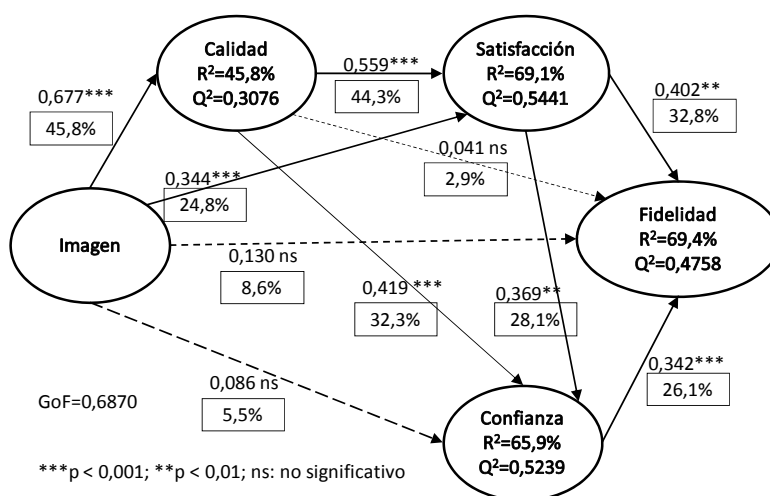 Calidad
R²=45,8%
Q²=0,3076
0,559***
44,3%
Satisfacción
R²=69,1%
Q²=0,5441
0,677***
45,8%
0,402**
32,8%
0,041 ns
2,9%
0,344***
24,8%
Imagen
Fidelidad
R²=69,4%
Q²=0,4758
0,130 ns
8,6%
0,419 ***
32,3%
0,369**
28,1%
0,342***
26,1%
0,086 ns
5,5%
GoF=0,6870
Confianza
R²=65,9%
Q²=0,5239
***p < 0,001; **p < 0,01; ns: no significativo